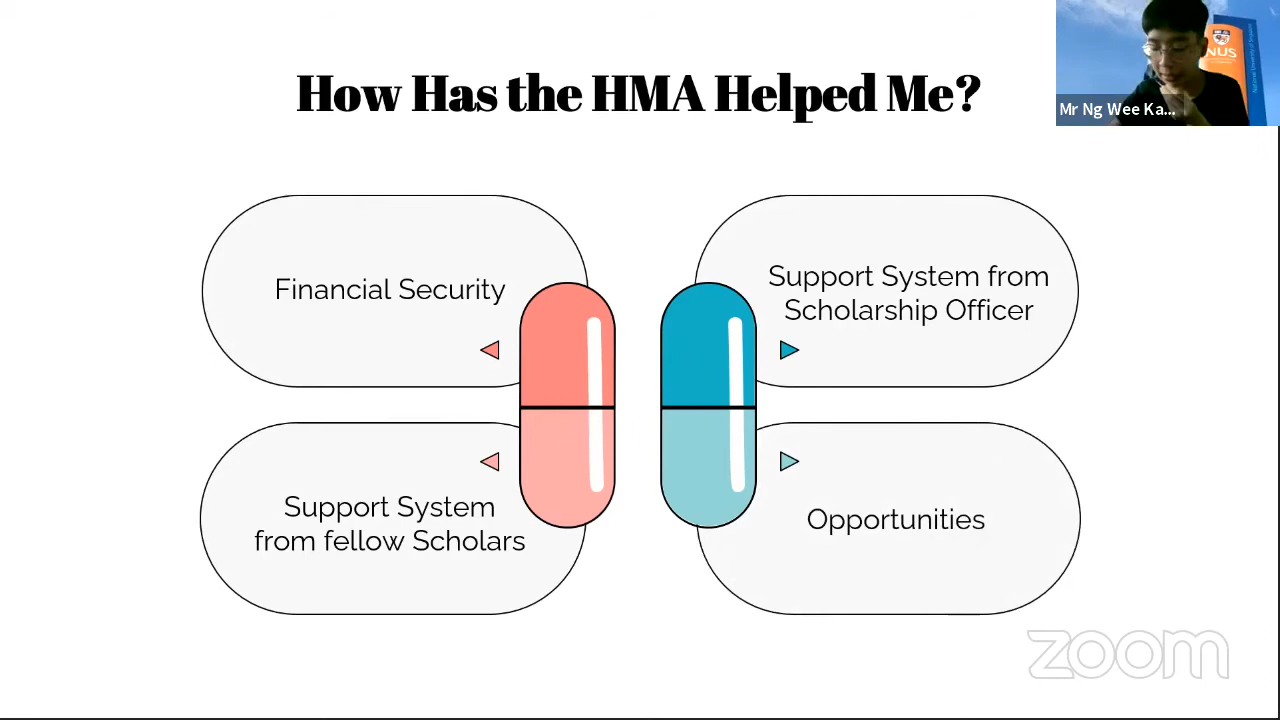 How Has the HMA Helped Me?
NUS
Mr Ng Wee Ka...
Financial Security
Support System from
Scholarship Officer
Support System
from fellow Scholars
Opportunities
zoom